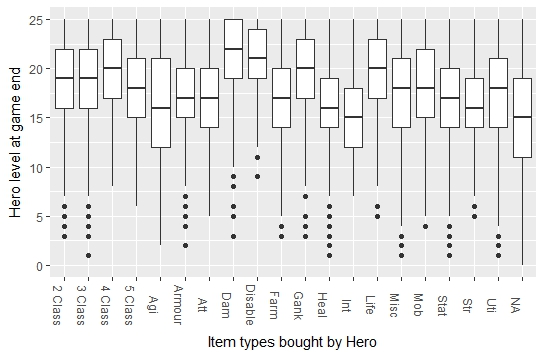 25
20
15
10
5
0
Hero level at game end
2 Class
3 Class
4 Class
5 Class
Agi
Armour
Att
Dam
Disable
Farm
Gank
Heal
Int
Life
Misc
Mob
Stat
Str
Uti
NA
Item types bought by Hero